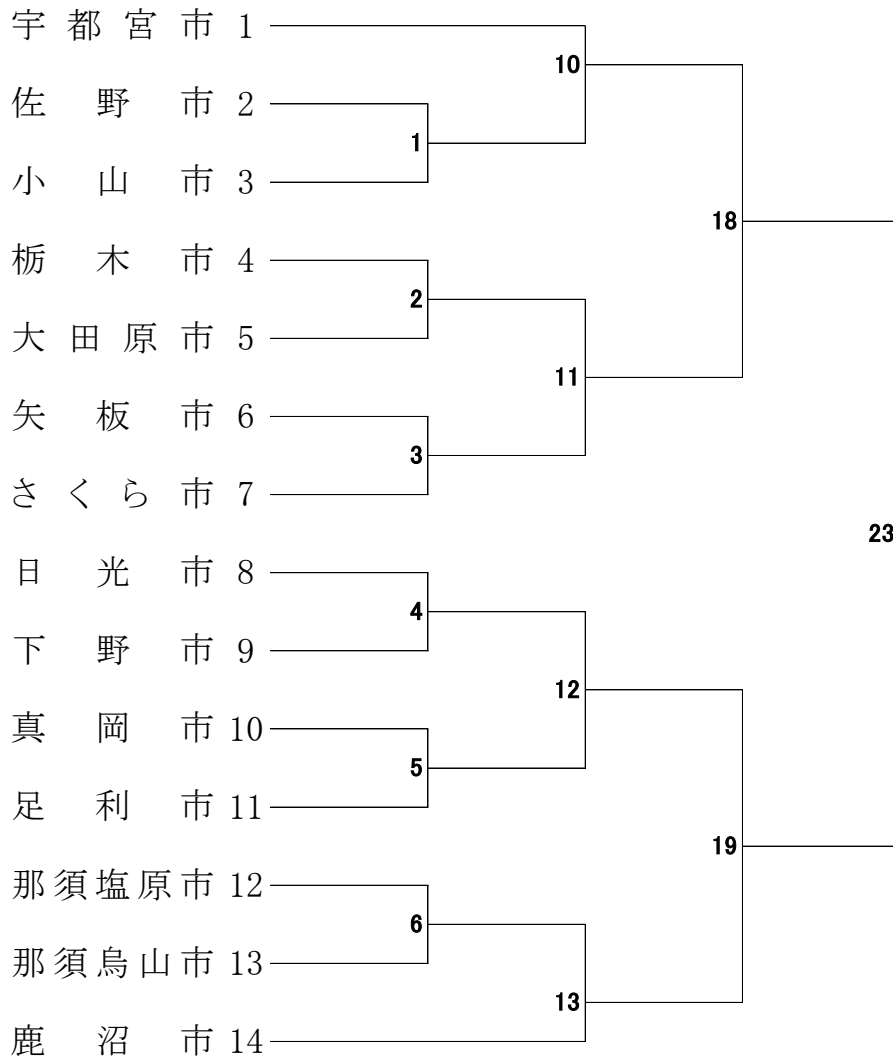 宇都宮市 1
10
佐野市 2
1
小山市 3
18
栃木市 4
2
大田原市 5
11
矢板市 6
3
さくら市 7
23
日光市 8
4
下野市 9
12
真岡市 10
5
足利市 11
19
那須塩原市 12
6
那須烏山市 13
13
鹿沼市 14